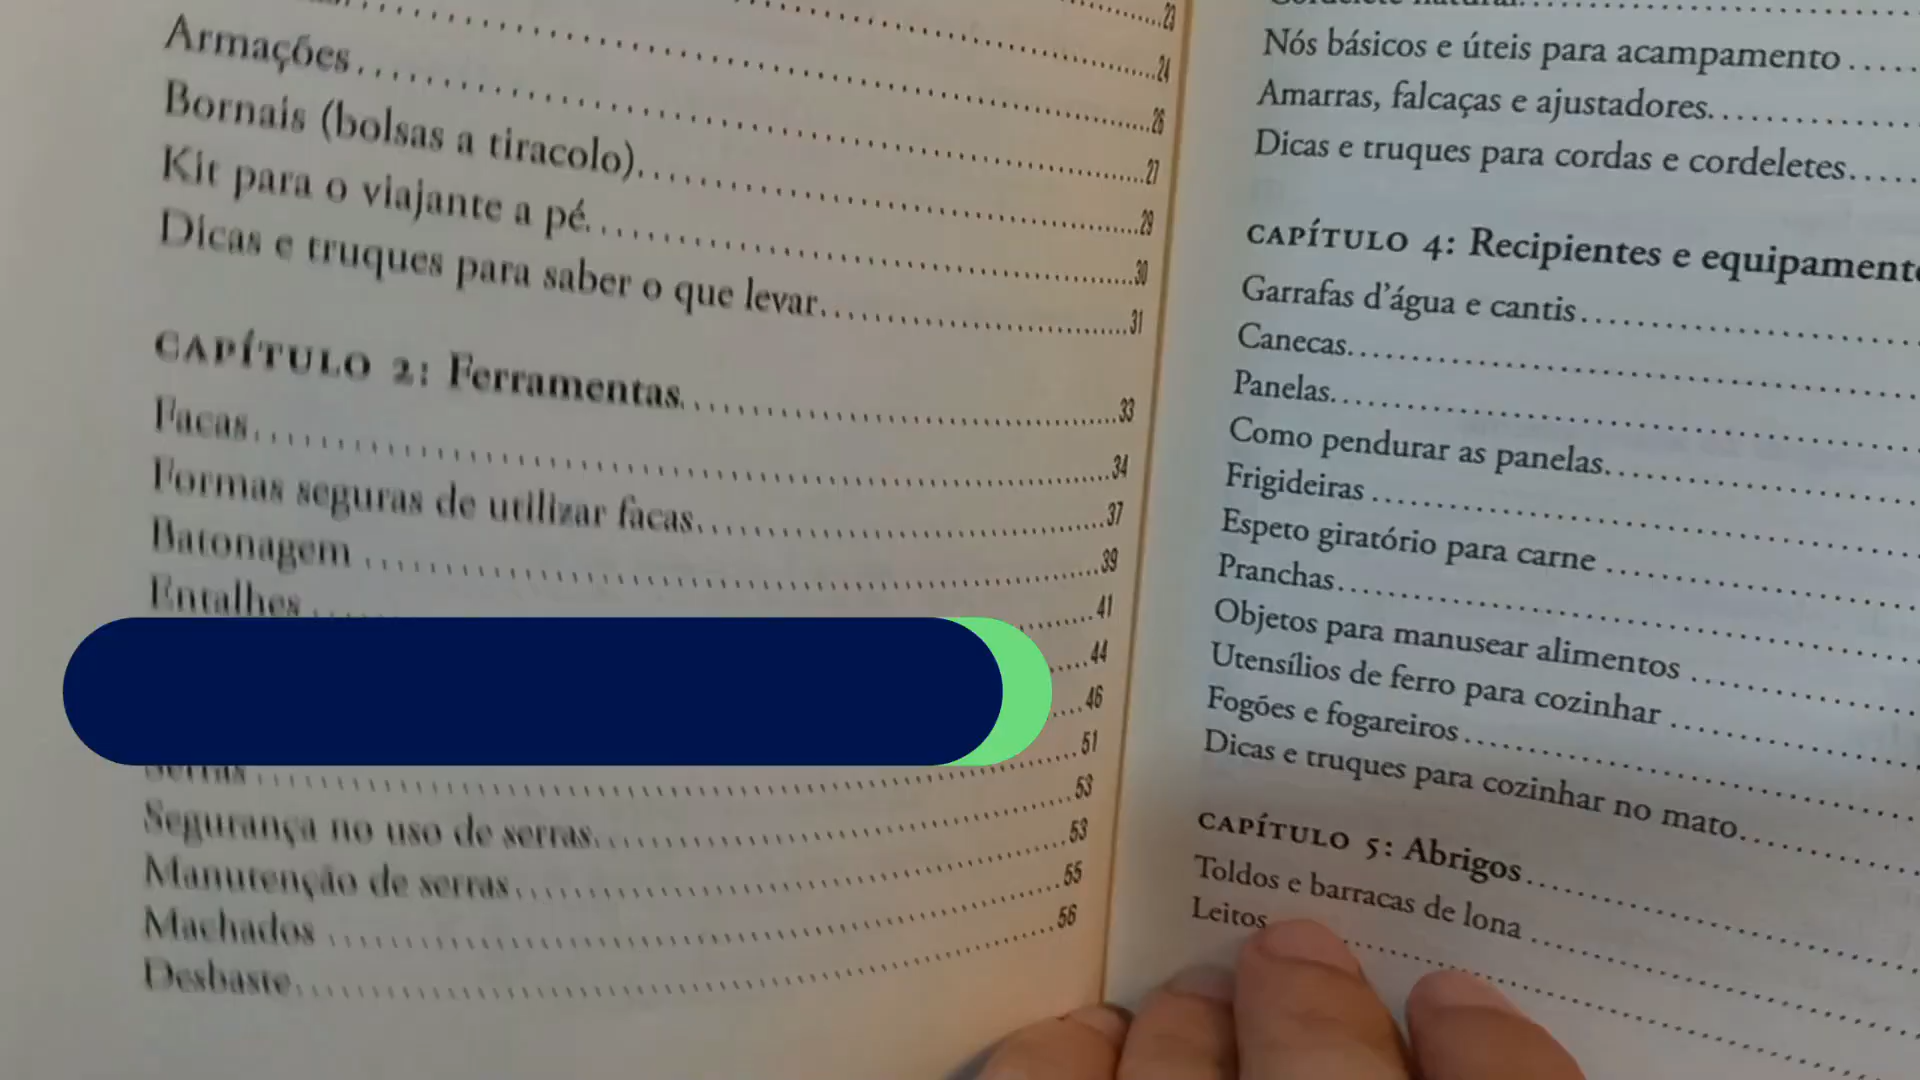 23
24
26
Armações 27
Bornais (bolsas a tiracolo) 29
Kit para o viajante a pé 30
Dicas e truques para saber o que levar 31
CAPÍTULO 2: Ferramentas 33
Facas 34
Formas seguras de utilizar facas 37
Batonagem 39
Entalhes 41
44
46
Serras 51
Segurança no uso de serras 53
Manutenção de serras 53
Machados 55
Desbaste 56
Nós básicos e úteis para acampamento
Amarras, falcaças e ajustadores
Dicas e truques para cordas e cordeletes
CAPÍTULO 4: Recipientes e equipament
Garrafas d'água e cantis
Canecas
Panelas
Como pendurar as panelas
Frigideiras
Espeto giratório para carne
Pranchas
Objetos para manusear alimentos
Utensílios de ferro para cozinhar
Fogões e fogareiros
Dicas e truques para cozinhar no mato
CAPÍTULO 5: Abrigos
Toldos e barracas de lona
Leitos